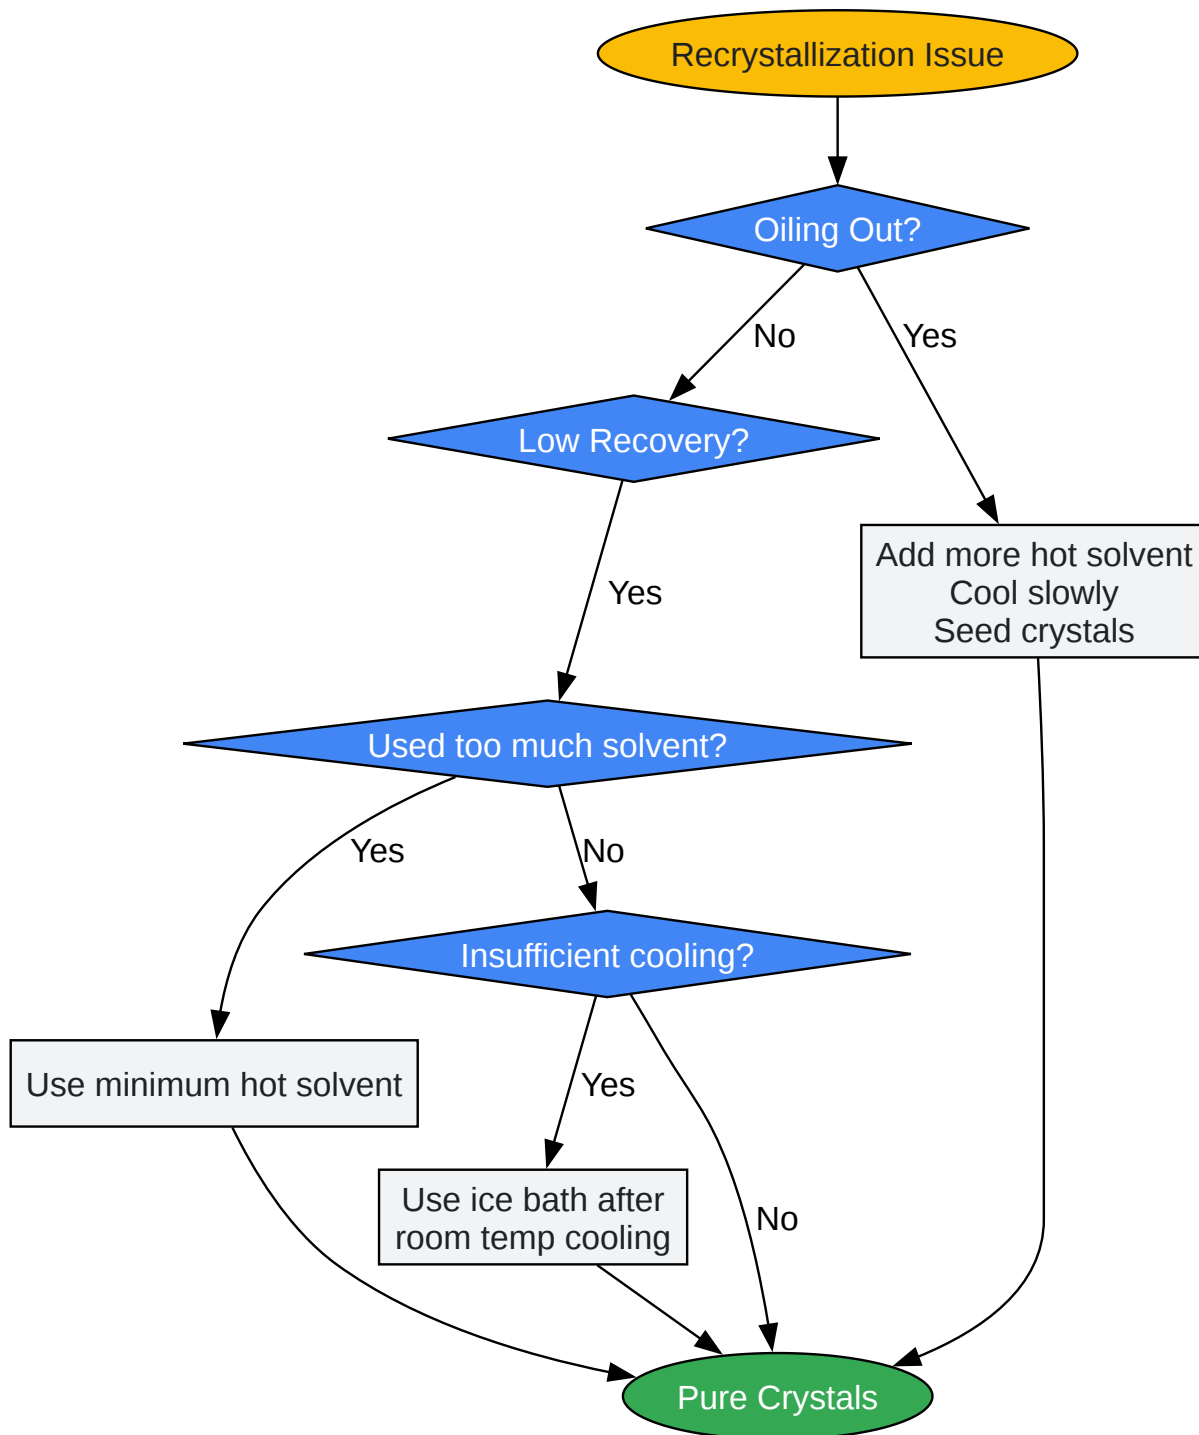 Recrystallization Issue
Oiling Out?
No
Yes
Low Recovery?
Add more hot solvent
Cool slowly
Seed crystals
Yes
Used too much solvent?
Yes
No
Insufficient cooling?
Use minimum hot solvent
Yes
Use ice bath after
room temp cooling
No
Pure Crystals